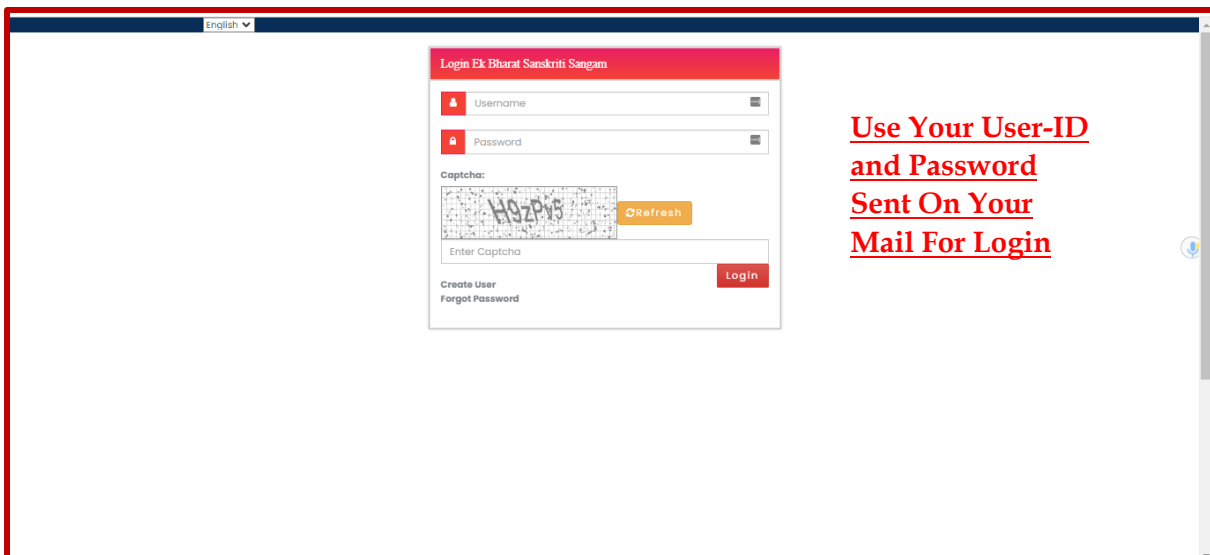 English
Login Ek Bharat Sanskriti Sangam
Username
Password
Captcha:
H9zPv5
Refresh
Enter Captcha
Login
Create User
Forgot Password
Use Your User-ID
and Password
Sent On Your
Mail For Login